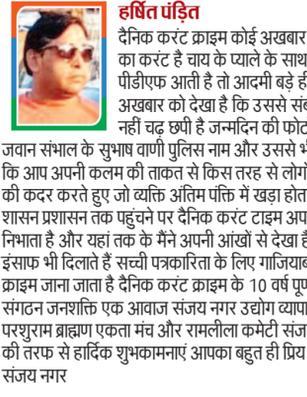 हर्षित पंड़ित
दैनिक करंट क्राइम कोई अखबार
का करंट है चाय के प्याले के साथ
पीडीएफ आती है तो आदमी बड़े ही
अखबार को देखा है कि उससे संब
नहीं चढ़ छपी है जन्मदिन की फोट
जवान संभाल के सुभाष वाणी पुलिस नाम और उससे भी
कि आप अपनी कलम की ताकत से किस तरह से लोगों
की कदर करते हुए जो व्यक्ति अंतिम पंक्ति में खड़ा होत
शासन प्रशासन तक पहुंचने पर दैनिक करंट टाइम अप
निभाता है और यहां तक के मैंने अपनी आंखों से देखा है
इंसाफ भी दिलाते हैं सच्ची पत्रकारिता के लिए गाजियाब
क्राइम जाना जाता है दैनिक करंट क्राइम के 10 वर्ष पूण
संगठन जनशक्ति एक आवाज संजय नगर उद्योग व्यापा
परशुराम ब्राह्मण एकता मंच और रामलीला कमेटी संज
की तरफ से हार्दिक शुभकामनाएं आपका बहुत ही प्रिय
संजय नगर